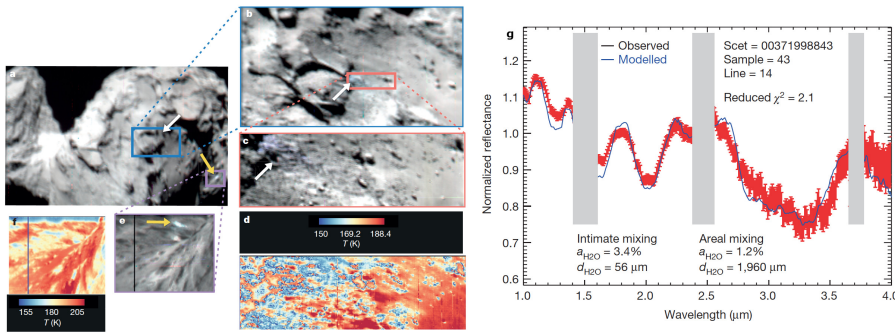 a
b
c
d
150 169.2 188.4
T (K)
e
f
155 180 205
T (K)
g
Observed
Modelled
Scet = 00371998843
Sample = 43
Line = 14
Reduced χ² = 2.1
Intimate mixing
aH2O = 3.4%
dH2O = 56 μm
Areal mixing
aH2O = 1.2%
dH2O = 1,960 μm
Normalized reflectance
1.2
1.1
1.0
0.9
0.8
0.7
0.6
1.0 1.5 2.0 2.5 3.0 3.5 4.0
Wavelength (μm)